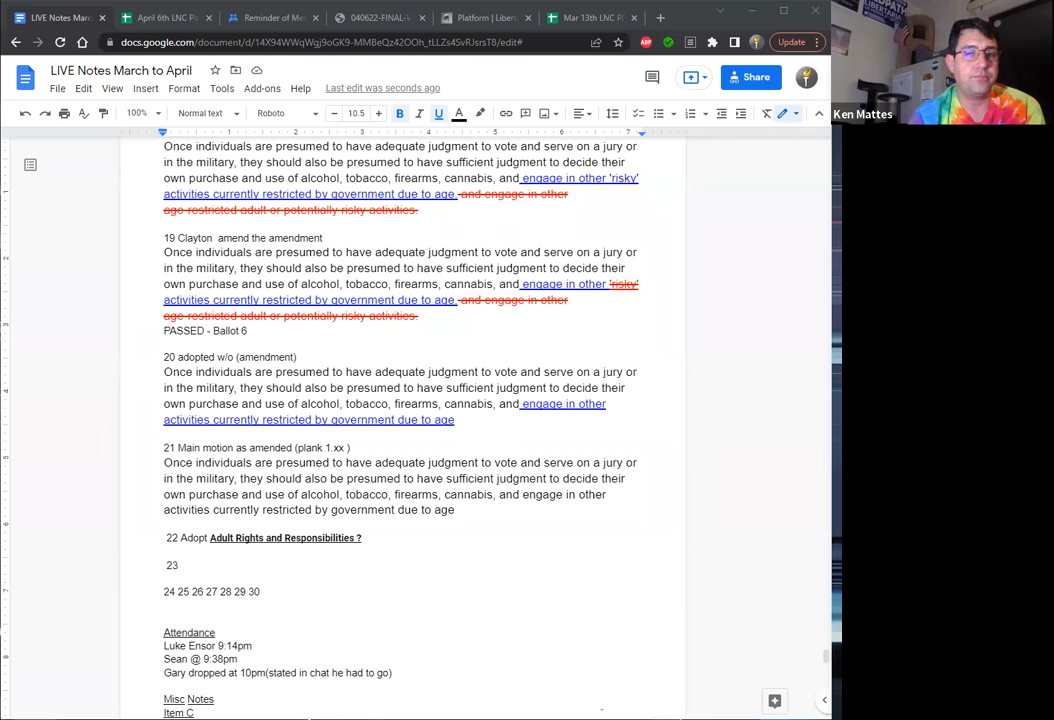 LIVE Notes March
April 6th LNC Pl
Reminder of Me
040622-FINAL-
Platform | Libert
Mar 13th LNC Pl
docs.google.com/document/d/14X94WWqWgj9oGK9-MMBeQz42OOh_tLLZs4SvRJsrsT8/edit#
ABP
Update
LIVE Notes March to April
File Edit View Insert Format Tools Add-ons Help Last edit was seconds ago
Share
100% Normal text Roboto 10.5
Ken Mattes
Once individuals are presumed to have adequate judgment to vote and serve on a jury or
in the military, they should also be presumed to have sufficient judgment to decide their
own purchase and use of alcohol, tobacco, firearms, cannabis, and engage in other 'risky'
activities currently restricted by government due to age. and engage in other
age-restricted adult or potentially risky activities.
19 Clayton amend the amendment
Once individuals are presumed to have adequate judgment to vote and serve on a jury or
in the military, they should also be presumed to have sufficient judgment to decide their
own purchase and use of alcohol, tobacco, firearms, cannabis, and engage in other 'risky'
activities currently restricted by government due to age. and engage in other
age-restricted adult or potentially risky activities.
PASSED - Ballot 6
20 adopted w/o (amendment)
Once individuals are presumed to have adequate judgment to vote and serve on a jury or
in the military, they should also be presumed to have sufficient judgment to decide their
own purchase and use of alcohol, tobacco, firearms, cannabis, and engage in other
activities currently restricted by government due to age
21 Main motion as amended (plank 1.xx )
Once individuals are presumed to have adequate judgment to vote and serve on a jury or
in the military, they should also be presumed to have sufficient judgment to decide their
own purchase and use of alcohol, tobacco, firearms, cannabis, and engage in other
activities currently restricted by government due to age
22 Adopt Adult Rights and Responsibilities ?
23
24 25 26 27 28 29 30
Attendance
Luke Ensor 9:14pm
Sean @ 9:38pm
Gary dropped at 10pm(stated in chat he had to go)
Misc Notes
Item C